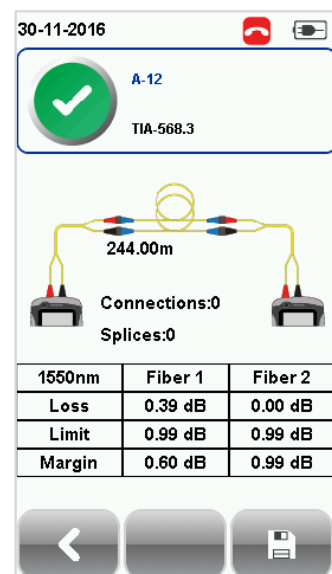 30-11-2016
A-12
TIA-568.3
244.00m
Connections:0
Splices:0
1550nm Fiber 1 Fiber 2
Loss 0.39 dB 0.00 dB
Limit 0.99 dB 0.99 dB
Margin 0.60 dB 0.99 dB